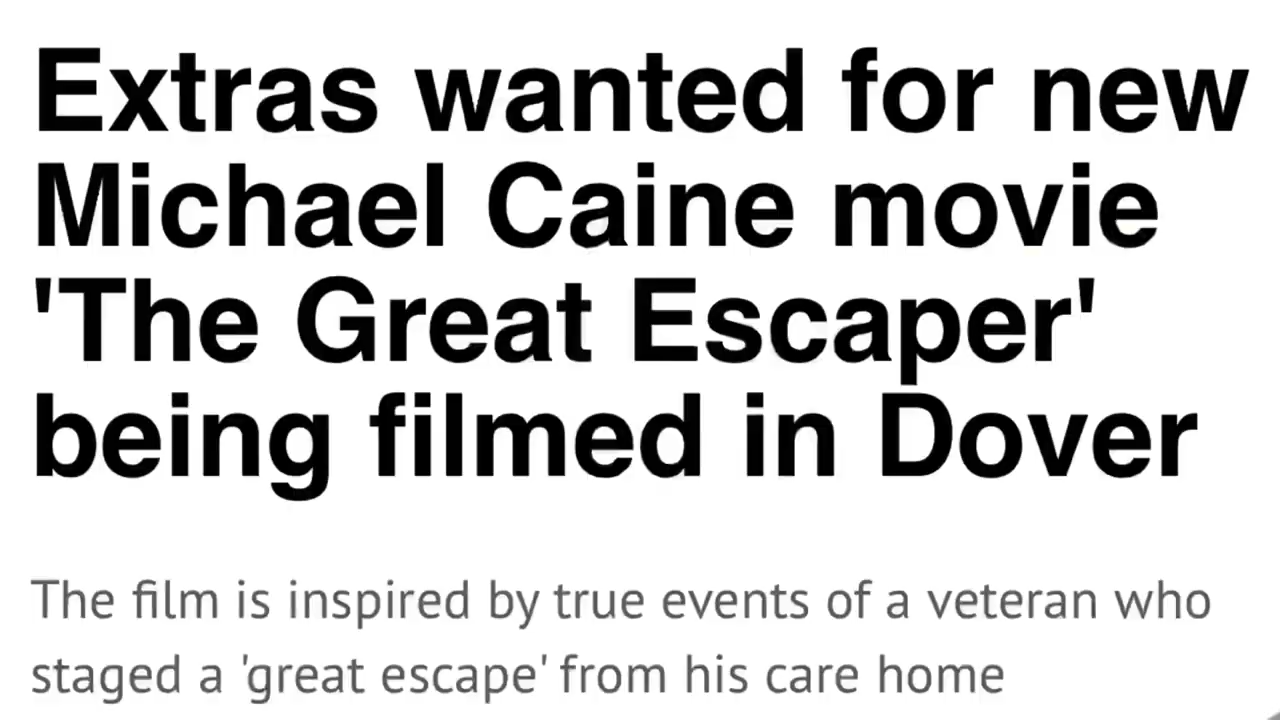 Extras wanted for new
Michael Caine movie
'The Great Escaper'
being filmed in Dover
The film is inspired by true events of a veteran who
staged a 'great escape' from his care home